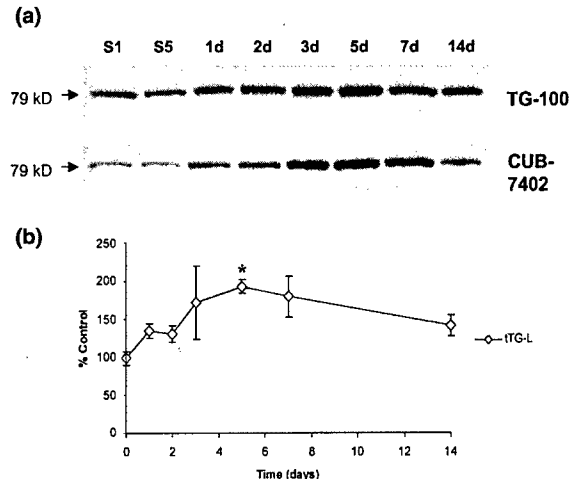 (a)
S1 S5 1d 2d 3d 5d 7d 14d
79 kD TG-100
79 kD CUB-
7402
(b)
250
200
150
100
50
0
% Control
*
tTG-L
0 2 4 6 8 10 12 14
Time (days)